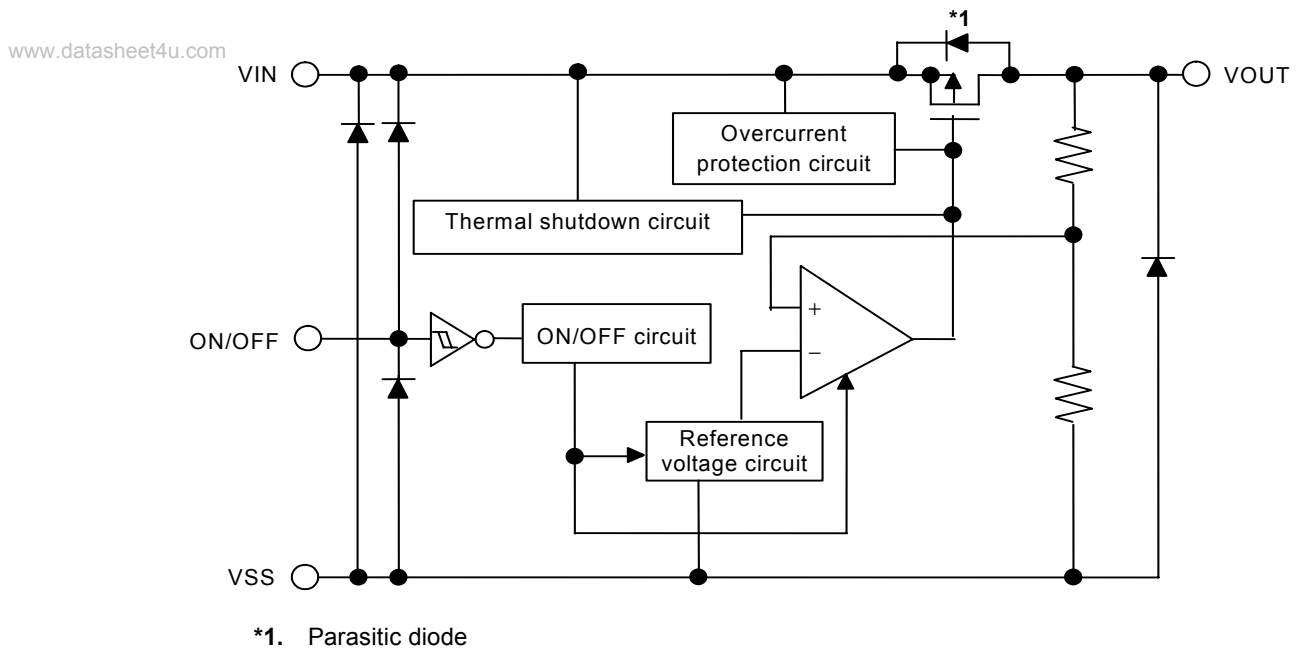 *1
www.datasheet4u.com
VIN
VOUT
Overcurrent
protection circuit
Thermal shutdown circuit
+
ON/OFF
ON/OFF circuit
−
Reference
voltage circuit
VSS
*1. Parasitic diode